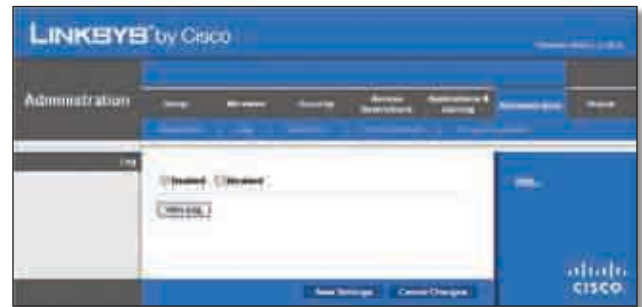 LINKSYS by Cisco
Administration
Setup Wireless Security Access Restrictions Applications & Gaming Administration Status
Log
Enabled Disabled
View Log
Help...
Save Settings Cancel Changes
CISCO